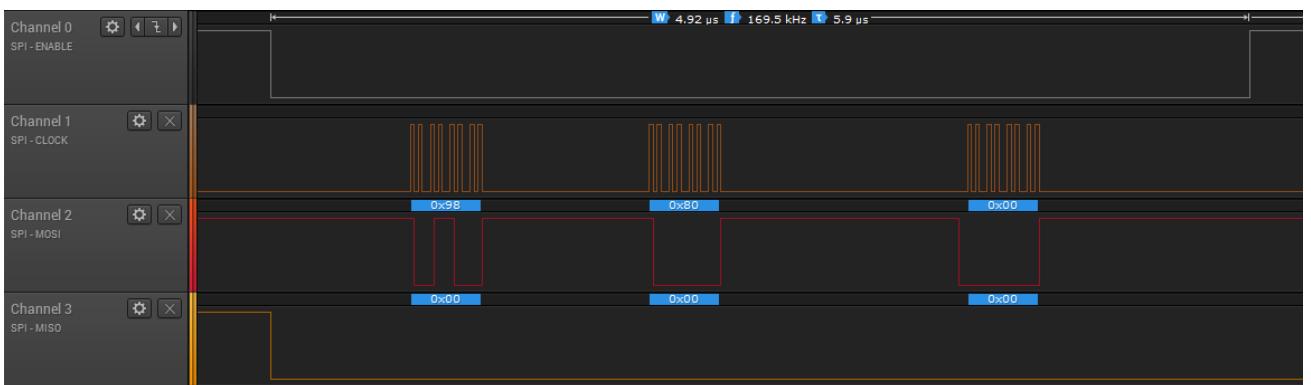 Channel 0
SPI - ENABLE
W 4.92 µs f 169.5 kHz τ 5.9 µs
Channel 1
SPI - CLOCK
0x98 0x80 0x00
Channel 2
SPI - MOSI
0x00 0x00 0x00
Channel 3
SPI - MISO